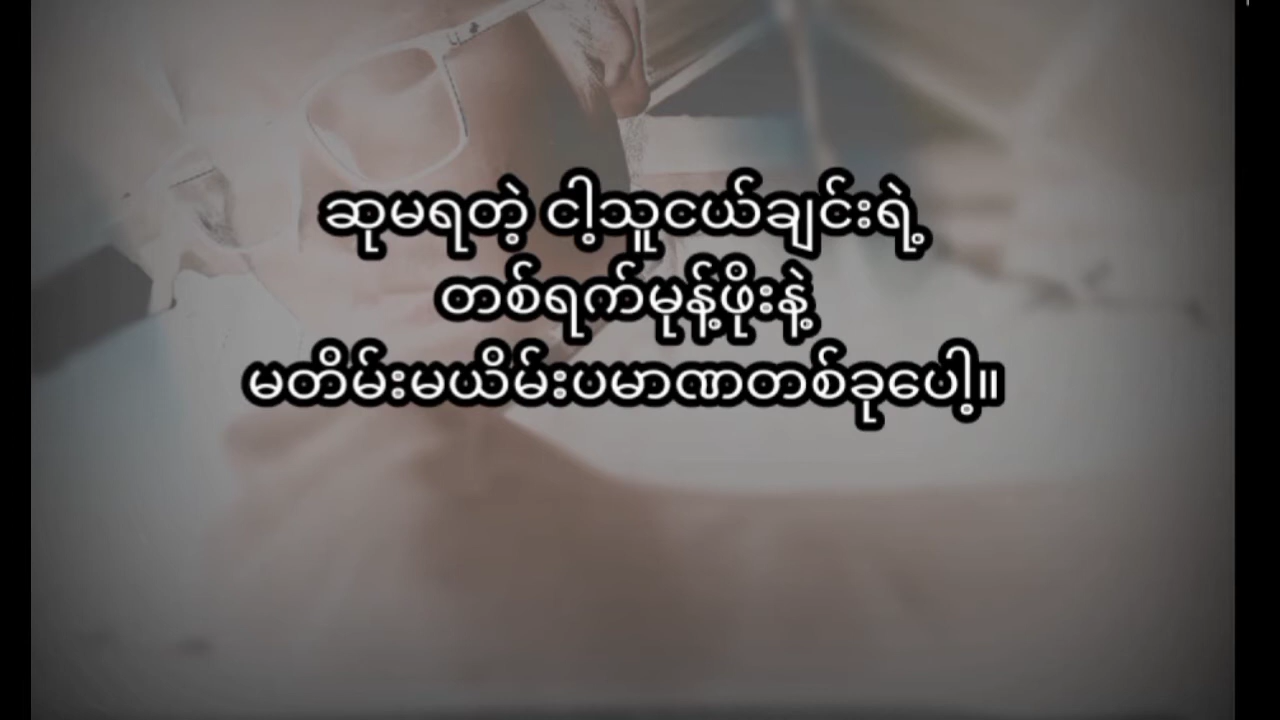 ဆုမရတဲ့ ငါ့သူငယ်ချင်းရဲ့
တစ်ရက်မုန့်ဖိုးနဲ့
မတိမ်းမယိမ်းပမာဏတစ်ခုပေါ့။